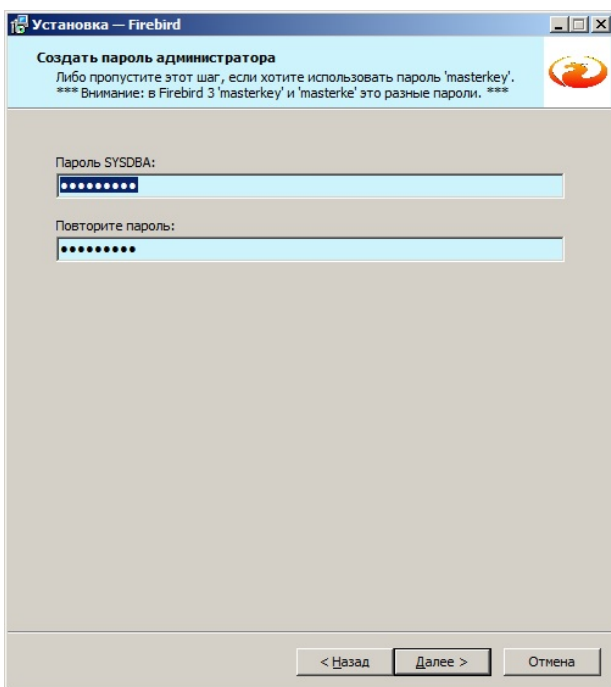 Установка — Firebird
Создать пароль администратора
Либо пропустите этот шаг, если хотите использовать пароль 'masterkey'.
*** Внимание: в Firebird 3 'masterkey' и 'masterke' это разные пароли. ***
Пароль SYSDBA:
•••••••••
Повторите пароль:
•••••••••
< Назад Далее > Отмена